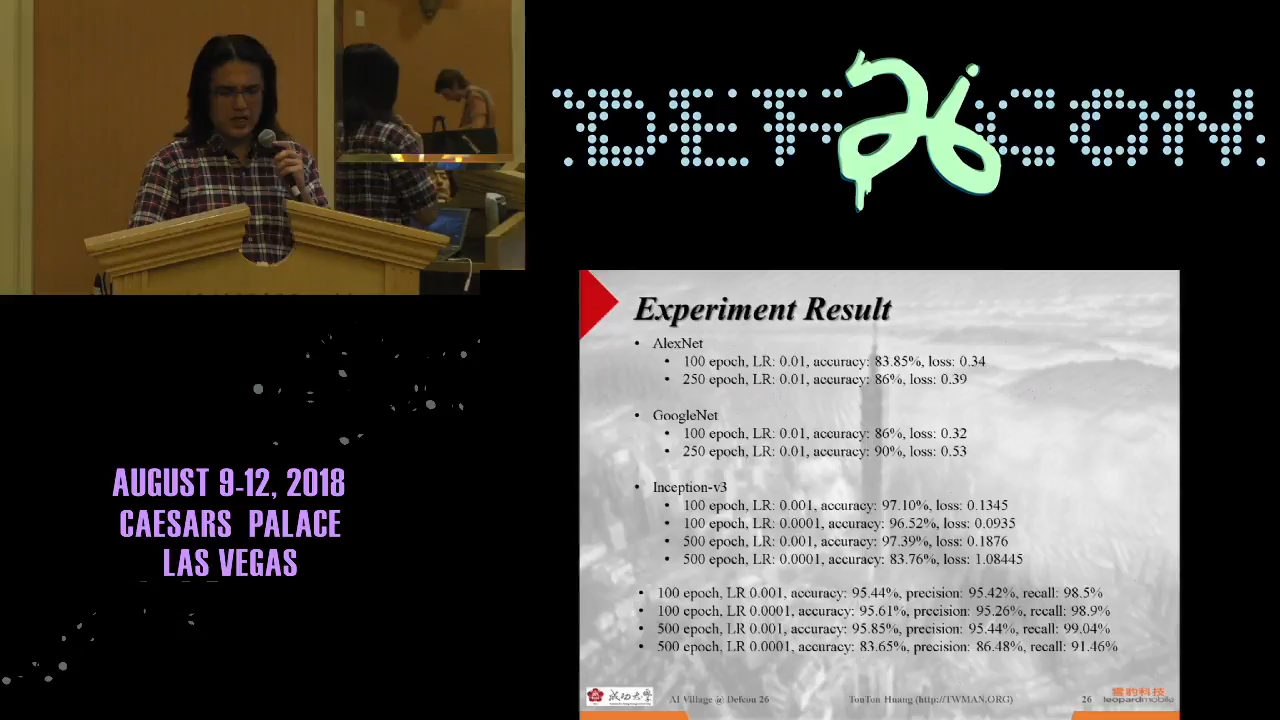 DEF CON
26
Experiment Result
• AlexNet
• 100 epoch, LR: 0.01, accuracy: 83.85%, loss: 0.34
• 250 epoch, LR: 0.01, accuracy: 86%, loss: 0.39
• GoogleNet
• 100 epoch, LR: 0.01, accuracy: 86%, loss: 0.32
• 250 epoch, LR: 0.01, accuracy: 90%, loss: 0.53
• Inception-v3
• 100 epoch, LR: 0.001, accuracy: 97.10%, loss: 0.1345
• 100 epoch, LR: 0.0001, accuracy: 96.52%, loss: 0.0935
• 500 epoch, LR: 0.001, accuracy: 97.39%, loss: 0.1876
• 500 epoch, LR: 0.0001, accuracy: 83.76%, loss: 1.08445
• 100 epoch, LR 0.001, accuracy: 95.44%, precision: 95.42%, recall: 98.5%
• 100 epoch, LR 0.0001, accuracy: 95.61%, precision: 95.26%, recall: 98.9%
• 500 epoch, LR 0.001, accuracy: 95.85%, precision: 95.44%, recall: 99.04%
• 500 epoch, LR 0.0001, accuracy: 83.65%, precision: 86.48%, recall: 91.46%
成功大學
AI Village @ Defcon 26
TonTon Huang (http://TWMAN.ORG)
26
豹科技
leopardmobile
AUGUST 9-12, 2018
CAESARS PALACE
LAS VEGAS